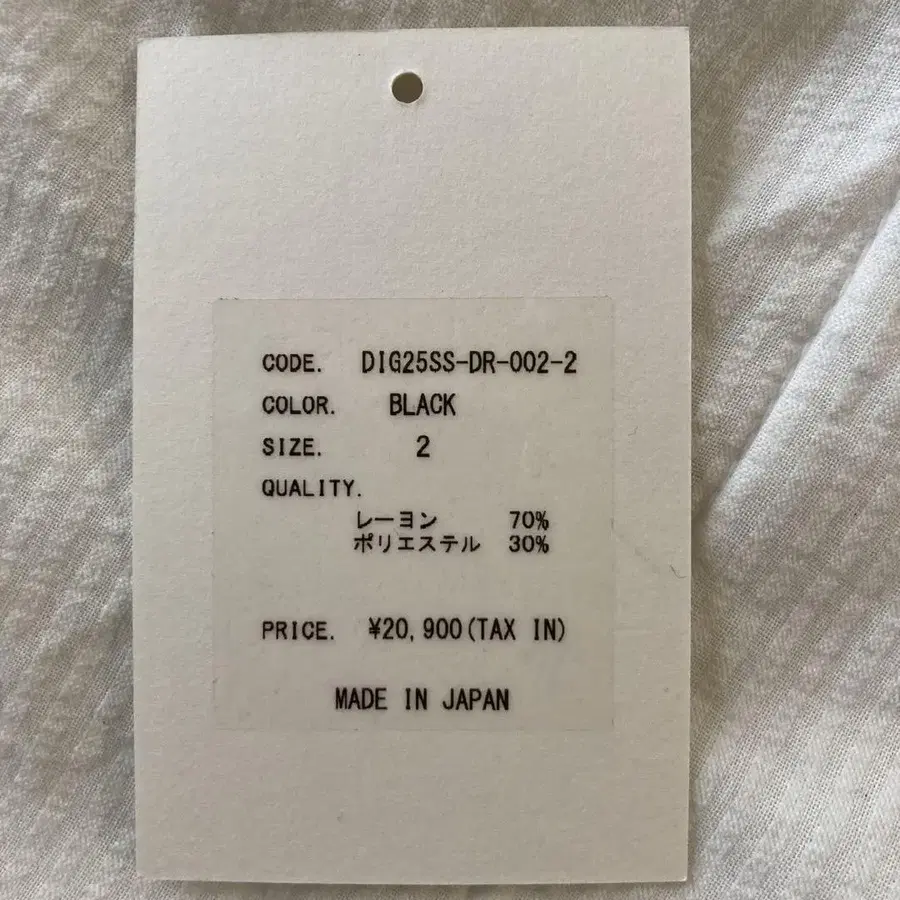 CODE. DIG25SS-DR-002-2
COLOR. BLACK
SIZE. 2
QUALITY.
レーヨン 70%
ポリエステル 30%
PRICE. ¥20,900(TAX IN)
MADE IN JAPAN